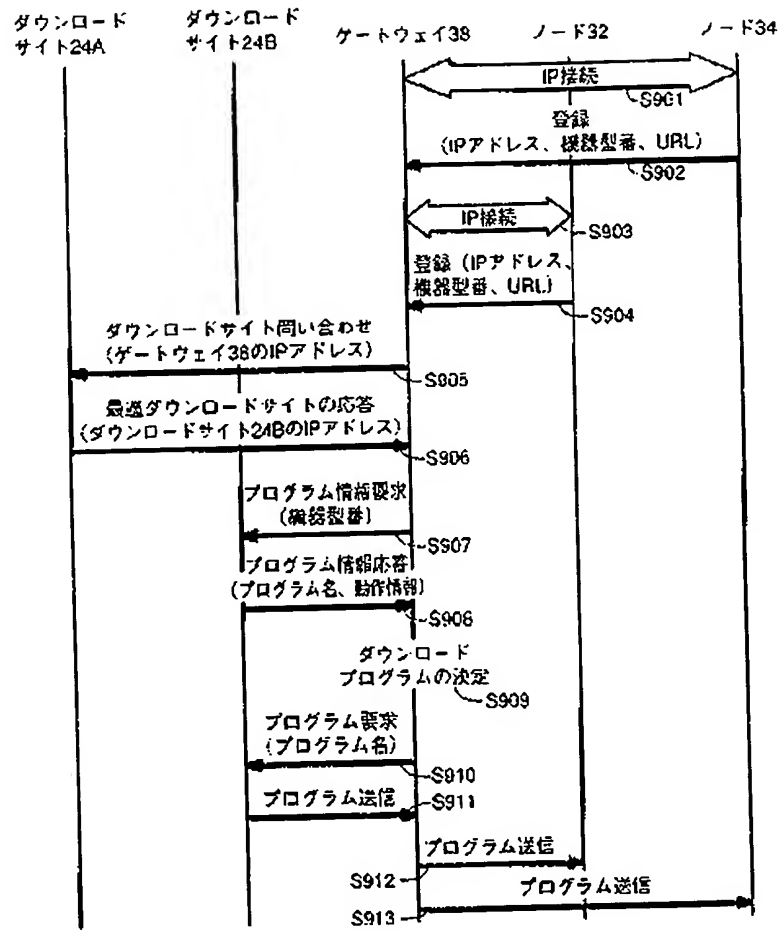 ダウンロード
サイト24A
ダウンロード
サイト24B
ゲートウェイ38
ノード32
ノード34
IP接続
S901
登録
(IPアドレス、機器型番、URL)
S902
IP接続
S903
登録（IPアドレス、
機器型番、URL）
S904
ダウンロードサイト問い合わせ
(ゲートウェイ38のIPアドレス)
S905
最適ダウンロードサイトの応答
(ダウンロードサイト24BのIPアドレス)
S906
プログラム情報要求
(機器型番)
S907
プログラム情報応答
(プログラム名、動作情報)
S908
ダウンロード
プログラムの決定
S909
プログラム要求
(プログラム名)
S910
プログラム送信
S911
プログラム送信
S912
プログラム送信
S913